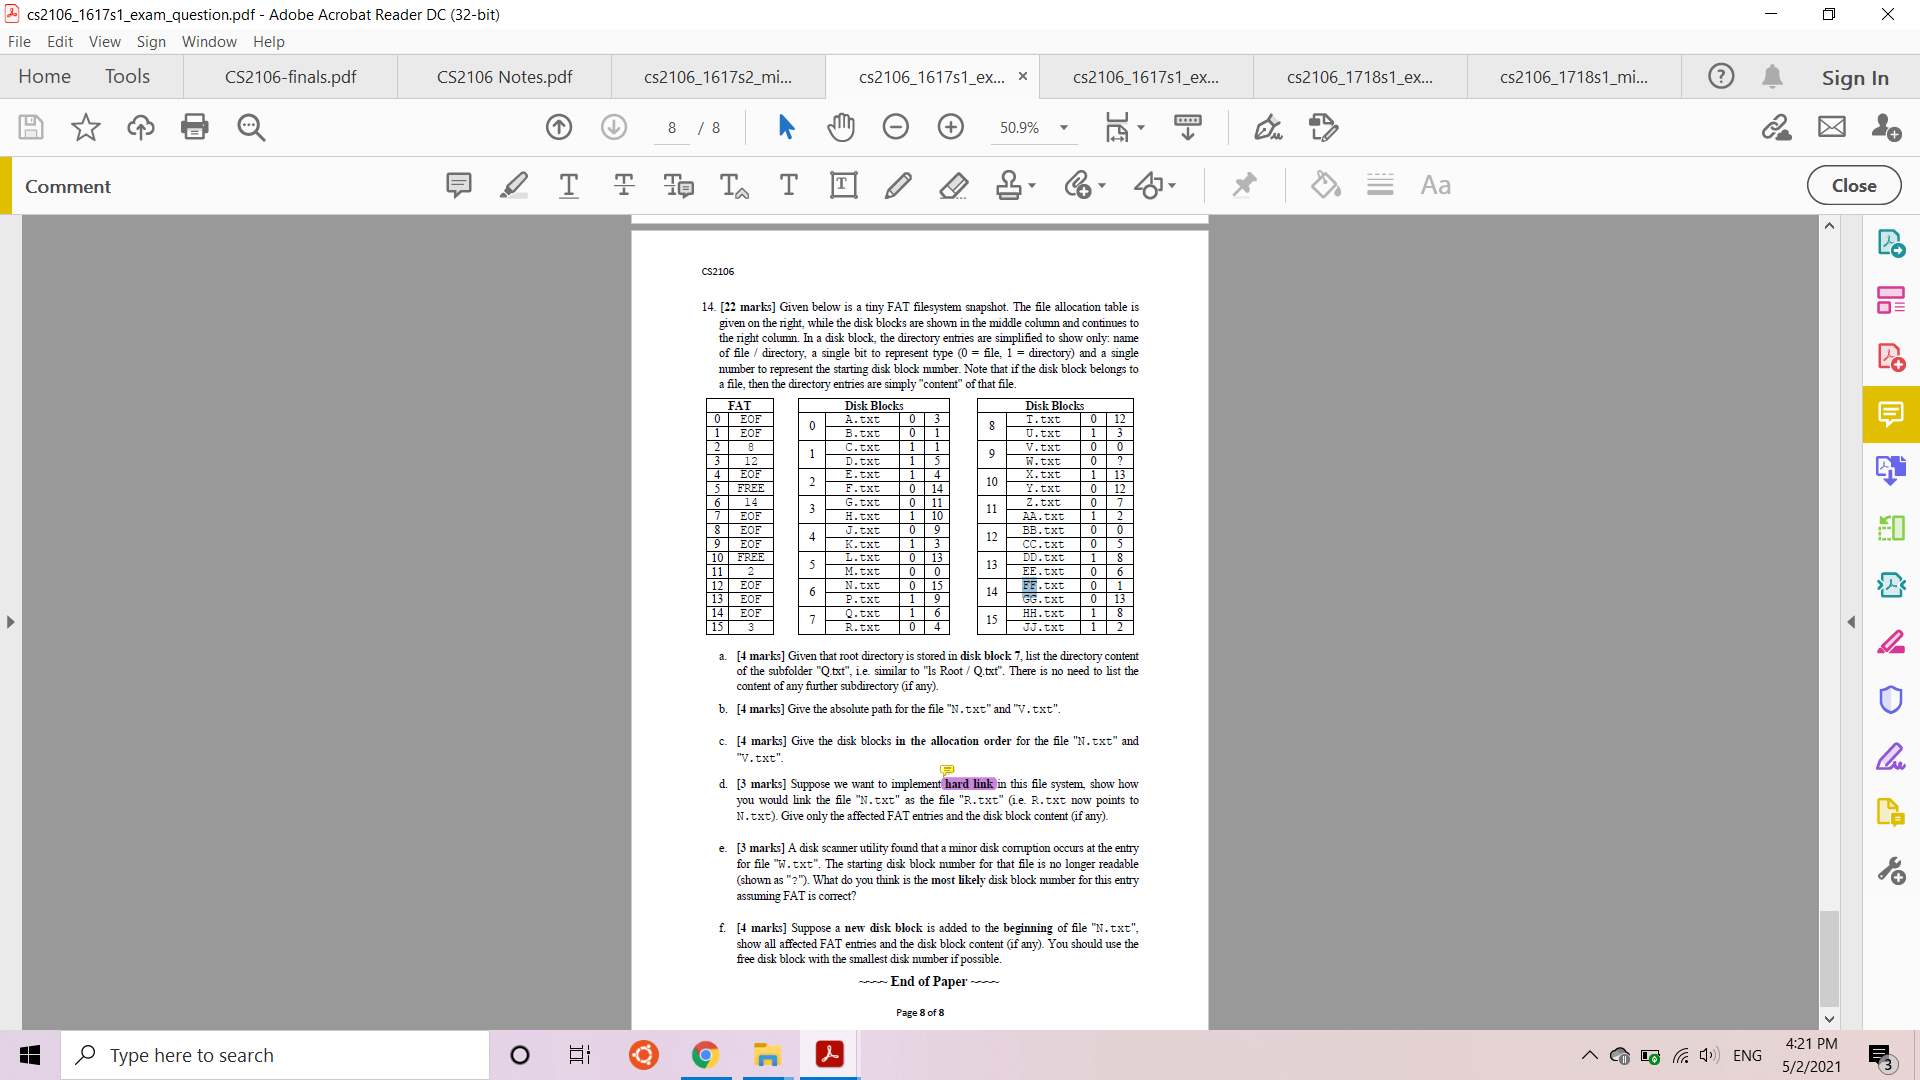 cs2106_1617s1_exam_question.pdf - Adobe Acrobat Reader DC (32-bit)
File Edit View Sign Window Help
Home Tools CS2106-finals.pdf CS2106 Notes.pdf cs2106_1617s2_mi... cs2106_1617s1_ex... × cs2106_1617s1_ex... cs2106_1718s1_ex... cs2106_1718s1_mi... Sign In
8 / 8 50.9%
Comment Close
CS2106
14. [22 marks] Given below is a tiny FAT filesystem snapshot. The file allocation table is
given on the right, while the disk blocks are shown in the middle column and continues to
the right column. In a disk block, the directory entries are simplified to show only: name
of file / directory, a single bit to represent type (0 = file, 1 = directory) and a single
number to represent the starting disk block number. Note that if the disk block belongs to
a file, then the directory entries are simply "content" of that file.
FAT Disk Blocks Disk Blocks
0 EOF 0 A.txt 0 3 8 T.txt 0 12
1 EOF B.txt 0 1 U.txt 1 3
2 8 1 C.txt 1 1 9 V.txt 0 0
3 12 D.txt 1 5 W.txt 0 ?
4 EOF 2 E.txt 1 4 10 X.txt 1 13
5 FREE F.txt 0 14 Y.txt 0 12
6 14 3 G.txt 0 11 11 Z.txt 0 7
7 EOF H.txt 1 10 AA.txt 1 2
8 EOF 4 J.txt 0 9 12 BB.txt 0 0
9 EOF K.txt 1 3 CC.txt 0 5
10 FREE 5 L.txt 0 13 13 DD.txt 1 8
11 2 M.txt 0 0 EE.txt 0 6
12 EOF 6 N.txt 0 15 14 FF.txt 0 1
13 EOF P.txt 1 9 GG.txt 0 13
14 EOF 7 Q.txt 1 6 15 HH.txt 1 8
15 3 R.txt 0 4 JJ.txt 1 2
a. [4 marks] Given that root directory is stored in disk block 7, list the directory content
of the subfolder "Q.txt", i.e. similar to "ls Root / Q.txt". There is no need to list the
content of any further subdirectory (if any).
b. [4 marks] Give the absolute path for the file "N.txt" and "V.txt".
c. [4 marks] Give the disk blocks in the allocation order for the file "N.txt" and
"V.txt".
d. [3 marks] Suppose we want to implement hard link in this file system, show how
you would link the file "N.txt" as the file "R.txt" (i.e. R.txt now points to
N.txt). Give only the affected FAT entries and the disk block content (if any).
e. [3 marks] A disk scanner utility found that a minor disk corruption occurs at the entry
for file "W.txt". The starting disk block number for that file is no longer readable
(shown as "?"). What do you think is the most likely disk block number for this entry
assuming FAT is correct?
f. [4 marks] Suppose a new disk block is added to the beginning of file "N.txt",
show all affected FAT entries and the disk block content (if any). You should use the
free disk block with the smallest disk number if possible.
~~~~ End of Paper ~~~~
Page 8 of 8
Type here to search ENG 4:21 PM
5/2/2021 3